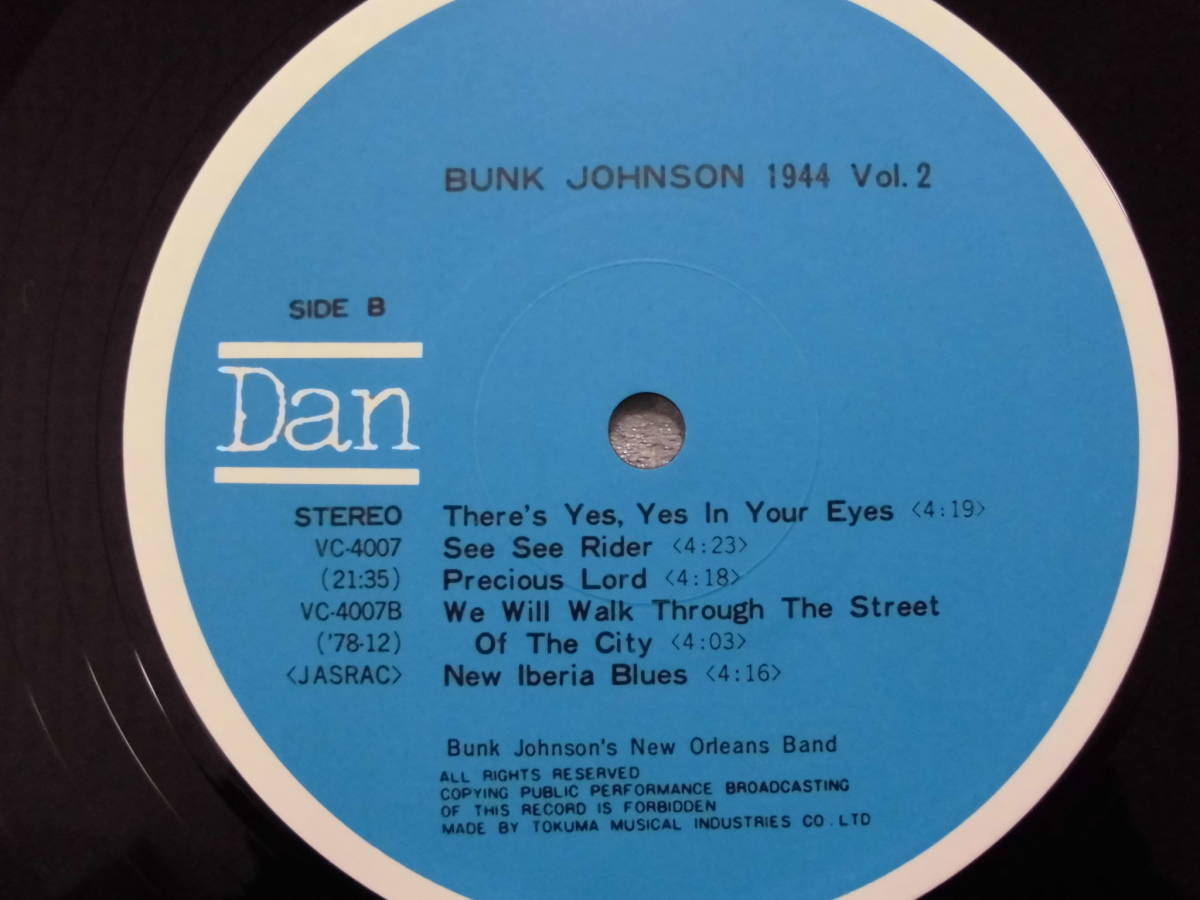 BUNK JOHNSON 1944 Vol. 2
SIDE B
Dan
STEREO There's Yes, Yes In Your Eyes <4:19>
VC-4007 See See Rider <4:23>
(21:35) Precious Lord <4:18>
VC-4007B We Will Walk Through The Street
('78-12) Of The City <4:03>
<JASRAC> New Iberia Blues <4:16>
Bunk Johnson's New Orleans Band
ALL RIGHTS RESERVED
COPYING PUBLIC PERFORMANCE BROADCASTING
OF THIS RECORD IS FORBIDDEN
MADE BY TOKUMA MUSICAL INDUSTRIES CO. LTD